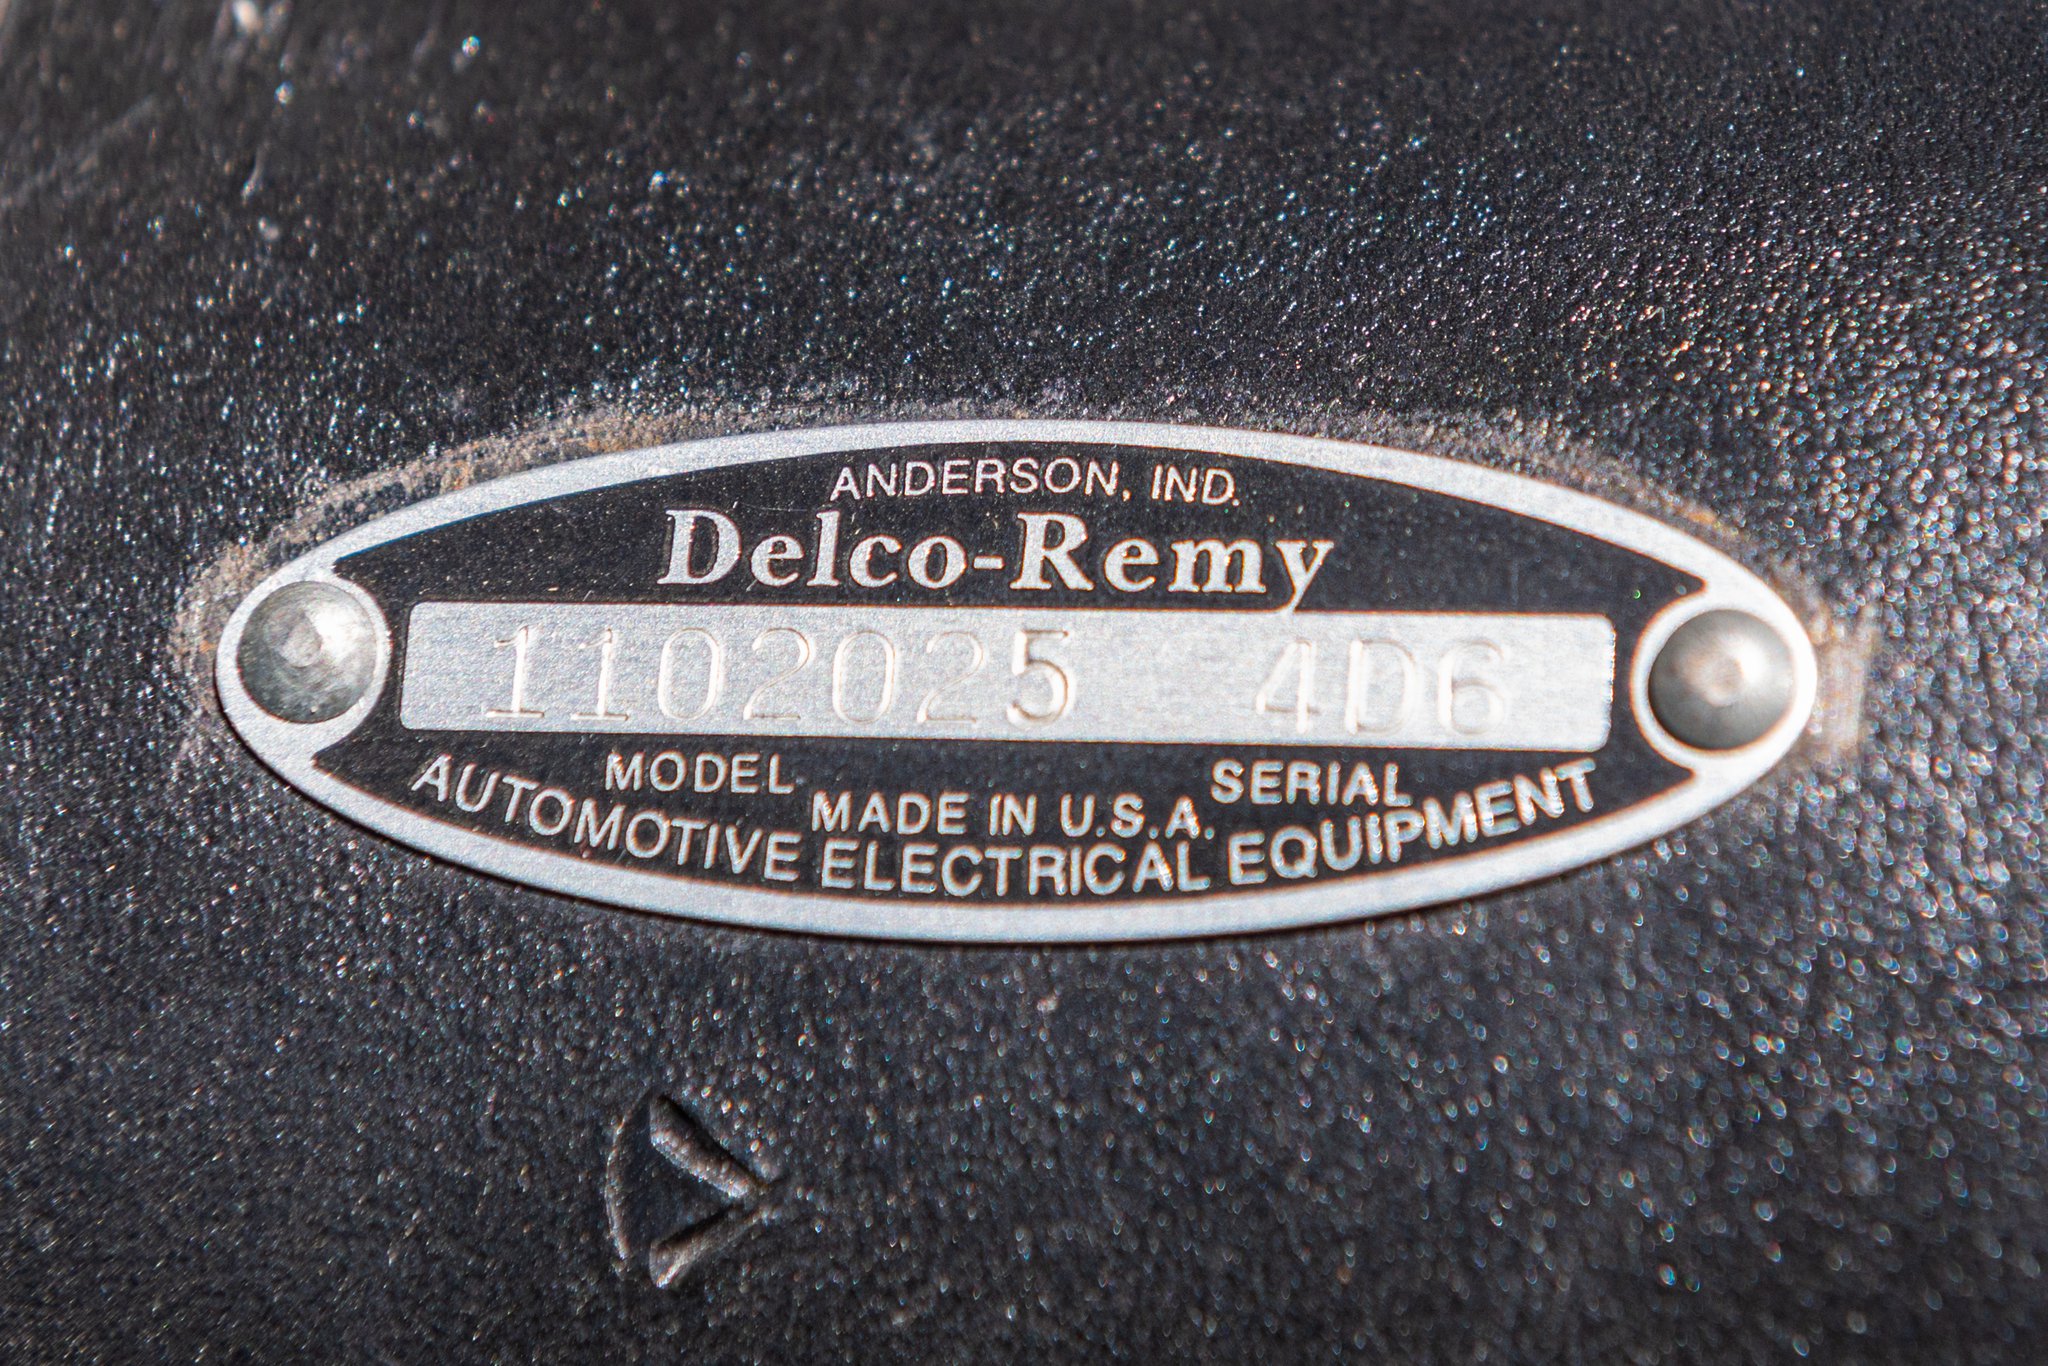 ANDERSON, IND.
Delco-Remy
1102025 4D6
MODEL SERIAL
MADE IN U.S.A.
AUTOMOTIVE ELECTRICAL EQUIPMENT